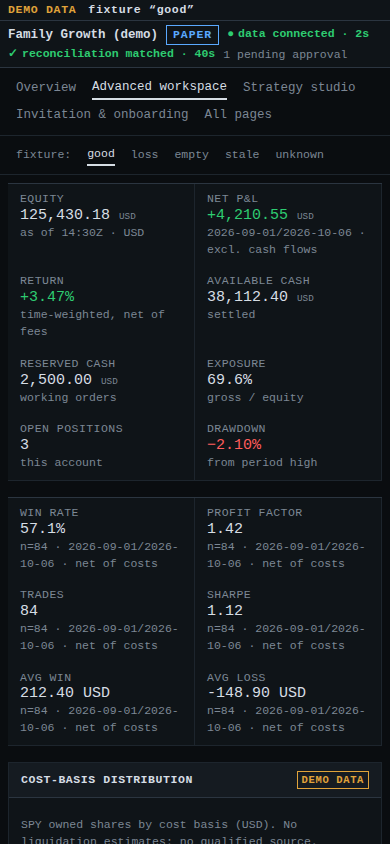 DEMO DATA fixture “good”
Family Growth (demo) PAPER ● data connected · 2s
✓ reconciliation matched · 40s 1 pending approval
Overview Advanced workspace Strategy studio
Invitation & onboarding All pages
fixture: good loss empty stale unknown
EQUITY
125,430.18 USD
as of 14:30Z · USD
NET P&L
+4,210.55 USD
2026-09-01/2026-10-06 ·
excl. cash flows
RETURN
+3.47%
time-weighted, net of
fees
AVAILABLE CASH
38,112.40 USD
settled
RESERVED CASH
2,500.00 USD
working orders
EXPOSURE
69.6%
gross / equity
OPEN POSITIONS
3
this account
DRAWDOWN
−2.10%
from period high
WIN RATE
57.1%
n=84 · 2026-09-01/2026-
10-06 · net of costs
PROFIT FACTOR
1.42
n=84 · 2026-09-01/2026-
10-06 · net of costs
TRADES
84
n=84 · 2026-09-01/2026-
10-06 · net of costs
SHARPE
1.12
n=84 · 2026-09-01/2026-
10-06 · net of costs
AVG WIN
212.40 USD
n=84 · 2026-09-01/2026-
10-06 · net of costs
AVG LOSS
-148.90 USD
n=84 · 2026-09-01/2026-
10-06 · net of costs
COST-BASIS DISTRIBUTION DEMO DATA
SPY owned shares by cost basis (USD). No
liquidation estimates: no qualified source.